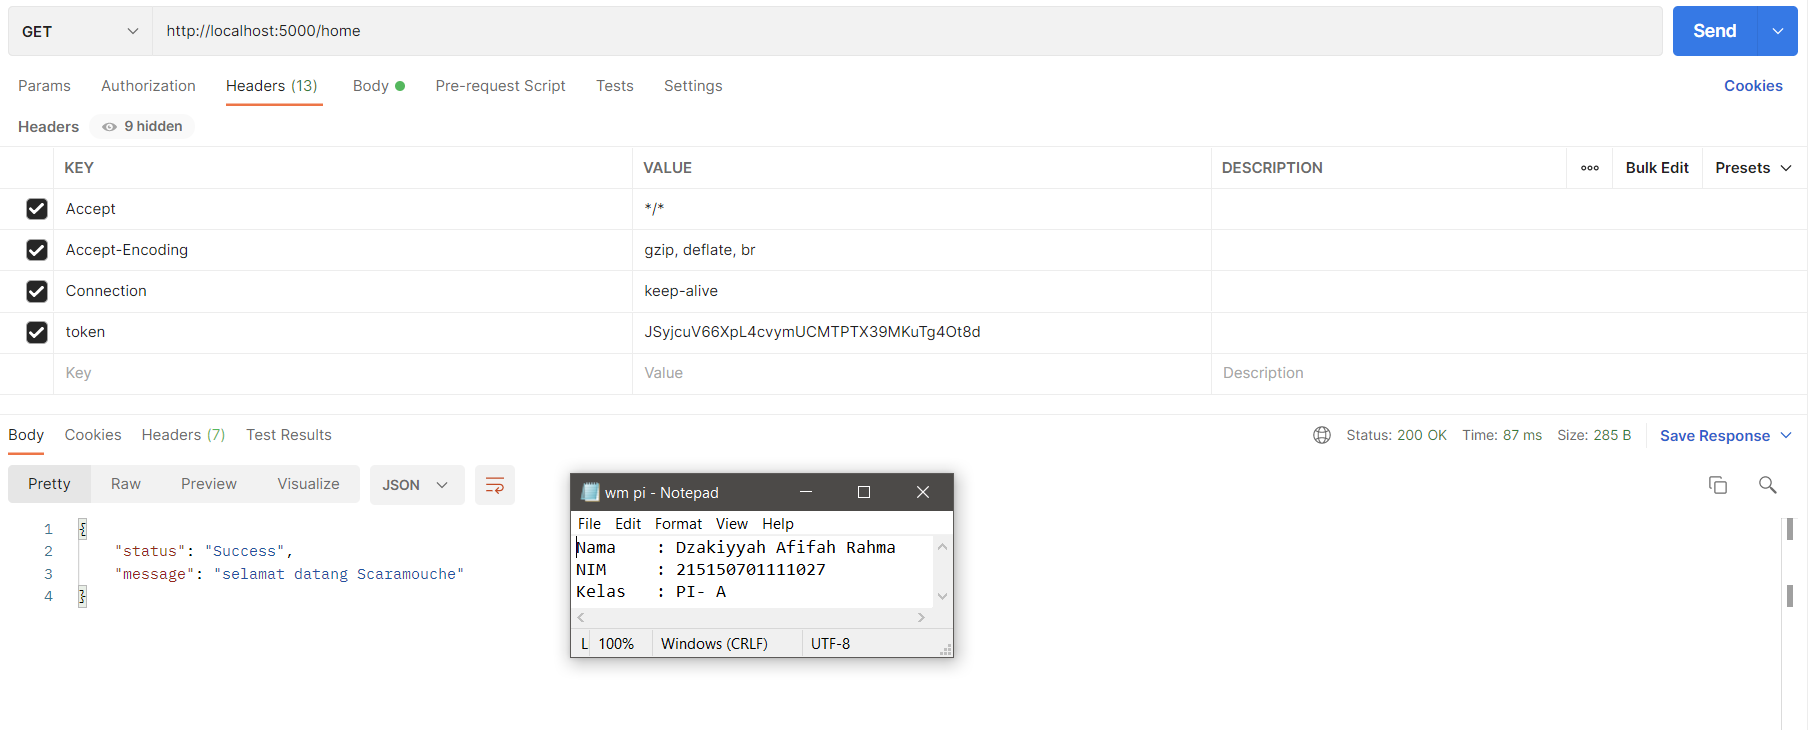 GET http://localhost:5000/home Send
Params Authorization Headers (13) Body Pre-request Script Tests Settings Cookies
Headers 9 hidden
KEY VALUE DESCRIPTION Bulk Edit Presets
Accept */*
Accept-Encoding gzip, deflate, br
Connection keep-alive
token JSyjcuV66XpL4cvymUCMTPTX39MKuTg4Ot8d
Key Value Description
Body Cookies Headers (7) Test Results Status: 200 OK Time: 87 ms Size: 285 B Save Response
Pretty Raw Preview Visualize JSON
1 {
2 "status": "Success",
3 "message": "selamat datang Scaramouche"
4 }
wm pi - Notepad
File Edit Format View Help
Nama : Dzakiyyah Afifah Rahma
NIM : 215150701111027
Kelas : PI- A
L 100% Windows (CRLF) UTF-8